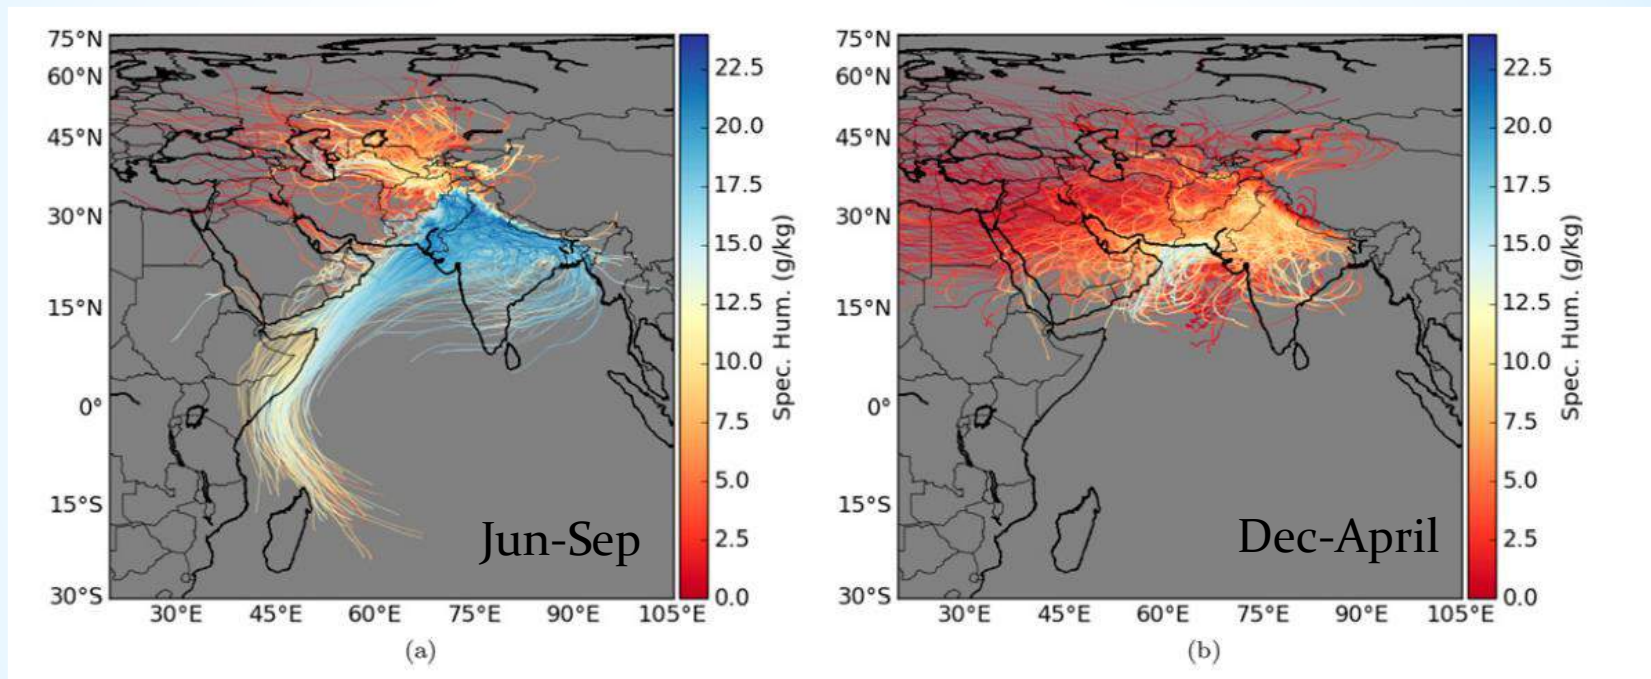 75°N
60°N
45°N
30°N
15°N
0°
15°S
30°S
30°E 45°E 60°E 75°E 90°E 105°E
22.5
20.0
17.5
15.0
12.5
10.0
7.5
5.0
2.5
0.0
Spec. Hum. (g/kg)
Jun-Sep
(a)
75°N
60°N
45°N
30°N
15°N
0°
15°S
30°S
30°E 45°E 60°E 75°E 90°E 105°E
22.5
20.0
17.5
15.0
12.5
10.0
7.5
5.0
2.5
0.0
Spec. Hum. (g/kg)
Dec-April
(b)